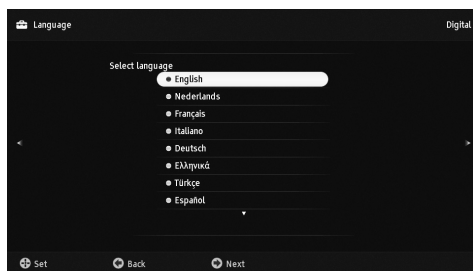 Language
Digital
Select language
English
Nederlands
Français
Italiano
Deutsch
Ελληνικά
Türkçe
Español
Set Back Next